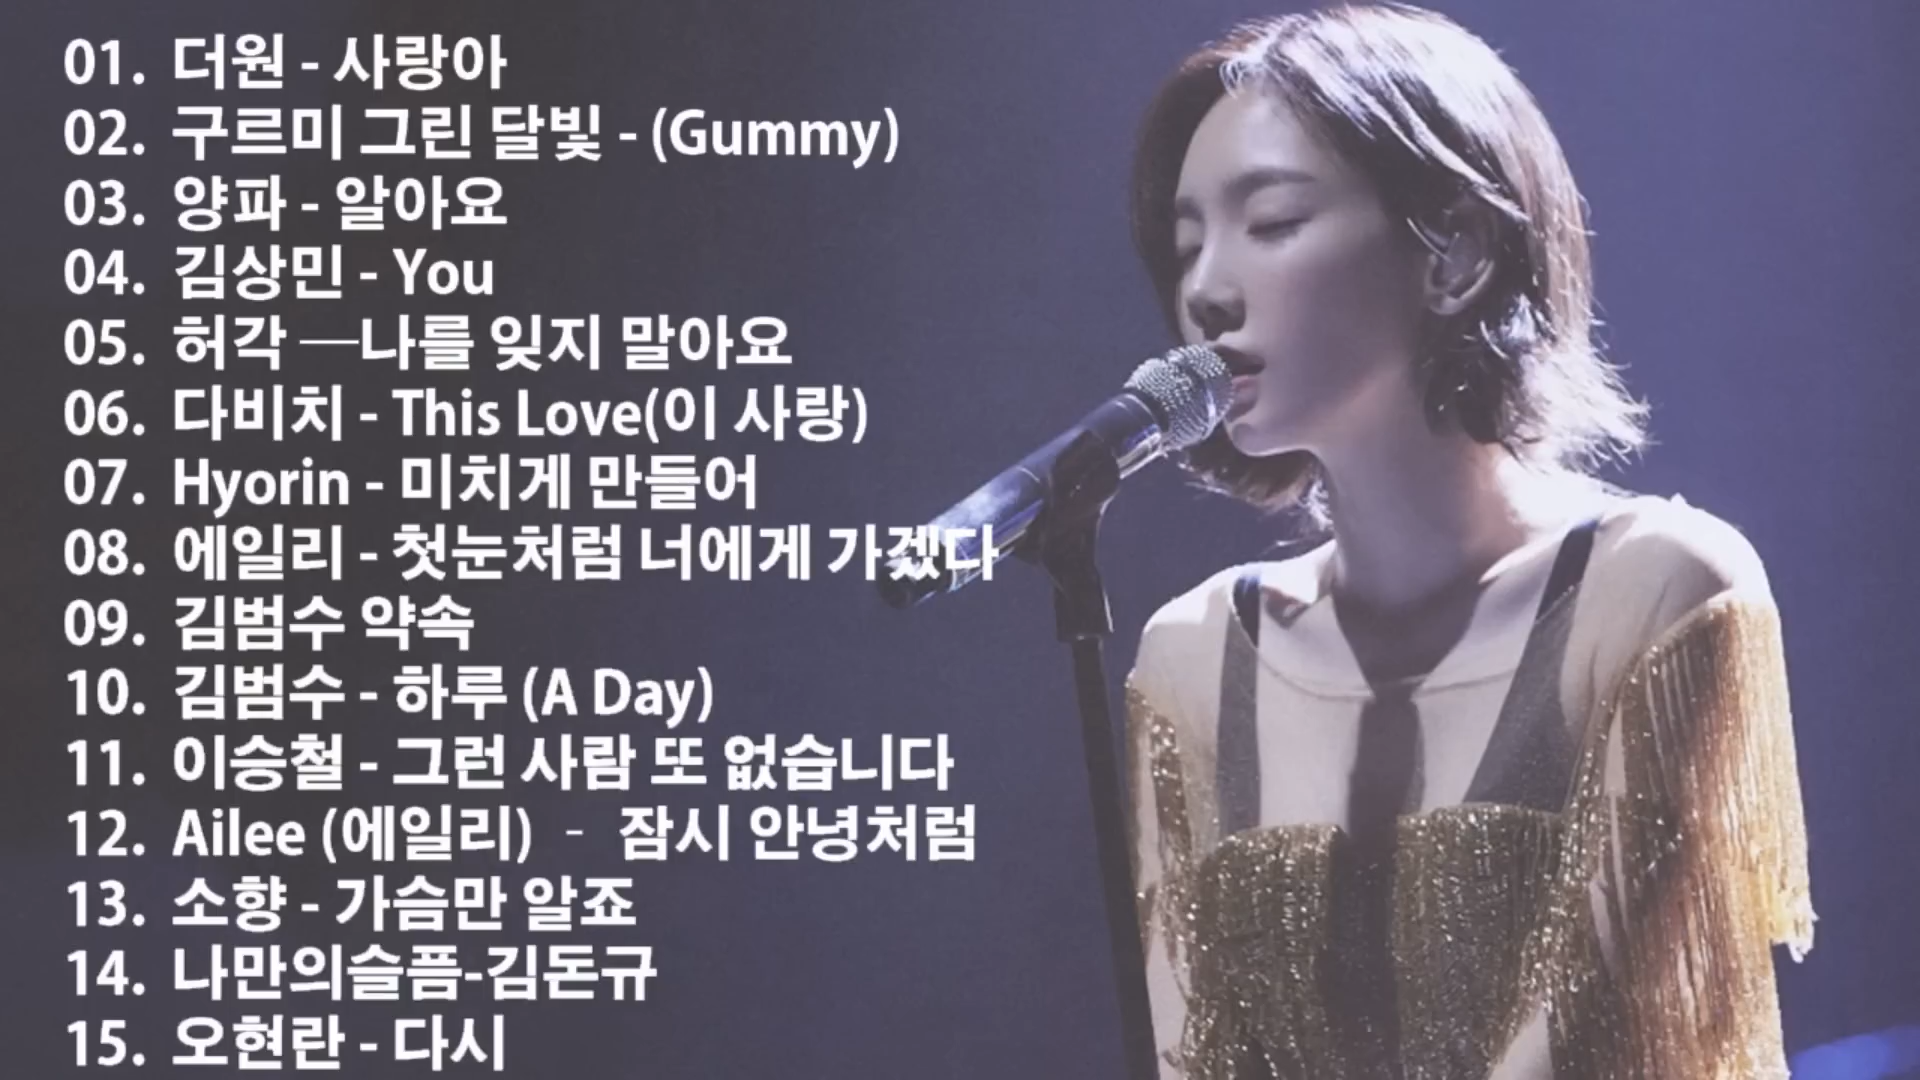 01. 더원 - 사랑아
02. 구르미 그린 달빛 - (Gummy)
03. 양파 - 알아요
04. 김상민 - You
05. 허각 ─나를 잊지 말아요
06. 다비치 - This Love(이 사랑)
07. Hyorin - 미치게 만들어
08. 에일리 - 첫눈처럼 너에게 가겠다
09. 김범수 약속
10. 김범수 - 하루 (A Day)
11. 이승철 - 그런 사람 또 없습니다
12. Ailee (에일리) - 잠시 안녕처럼
13. 소향 - 가슴만 알죠
14. 나만의슬픔-김돈규
15. 오현란 - 다시